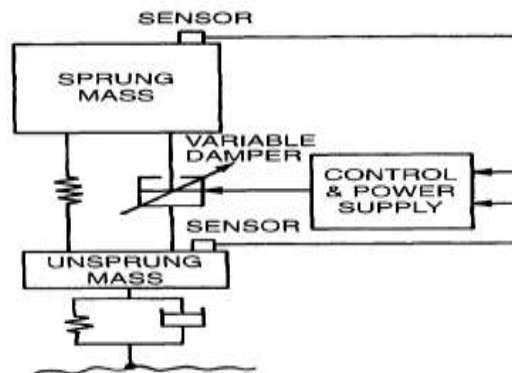 SENSOR
SPRUNG
MASS
VARIABLE
DAMPER
CONTROL
& POWER
SUPPLY
SENSOR
UNSPRUNG
MASS